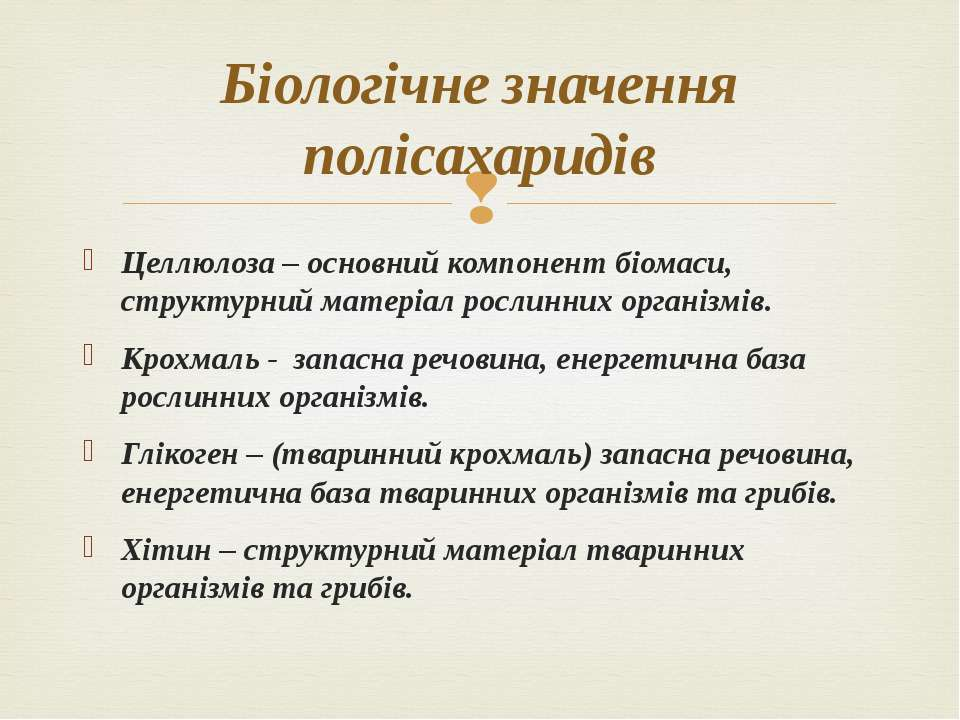 Біологічне значення
полісахаридів
Целлюлоза – основний компонент біомаси,
структурний матеріал рослинних організмів.
Крохмаль -  запасна речовина, енергетична база
рослинних організмів.
Глікоген – (тваринний крохмаль) запасна речовина,
енергетична база тваринних організмів та грибів.
Хітин – структурний матеріал тваринних
організмів та грибів.